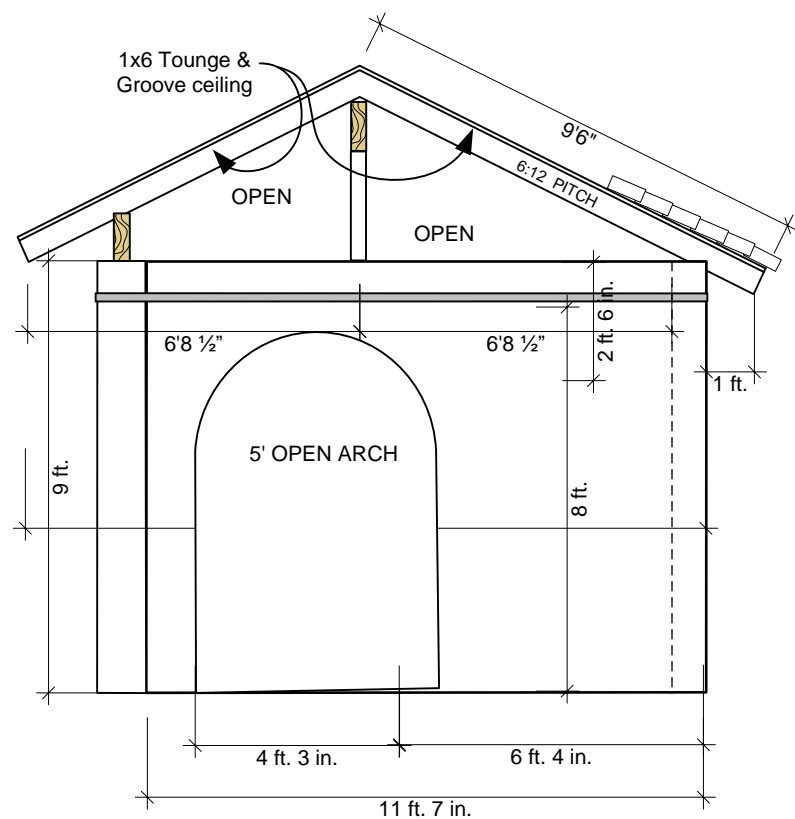 1x6 Tounge &
Groove ceiling
9'6"
6:12 PITCH
OPEN
OPEN
6'8 ½”
6'8 ½”
2 ft. 6 in.
1 ft.
5' OPEN ARCH
9 ft.
8 ft.
4 ft. 3 in.
6 ft. 4 in.
11 ft. 7 in.